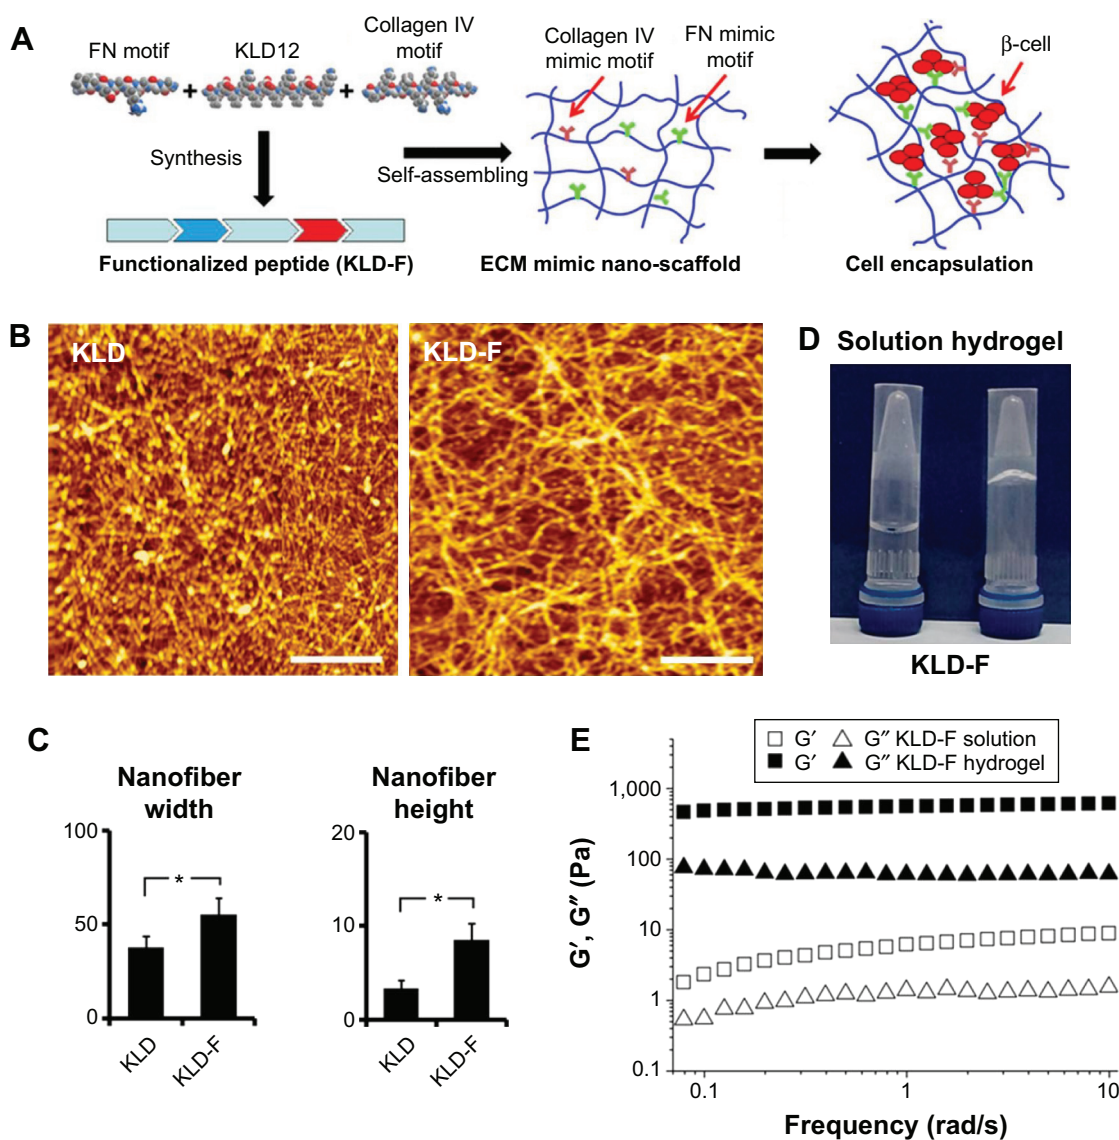 A
FN motif
KLD12
Collagen IV
motif
+
+
Synthesis
Self-assembling
Functionalized peptide (KLD-F)
Collagen IV
mimic motif
FN mimic
motif
ECM mimic nano-scaffold
β-cell
Cell encapsulation
B
KLD
KLD-F
D
Solution hydrogel
KLD-F
C
Nanofiber
width
100
50
0
*
KLD
KLD-F
Nanofiber
height
20
10
0
*
KLD
KLD-F
E
□ G′ △ G″ KLD-F solution
■ G′ ▲ G″ KLD-F hydrogel
G′, G″ (Pa)
1,000
100
10
1
0.1
0.1
1
10
Frequency (rad/s)